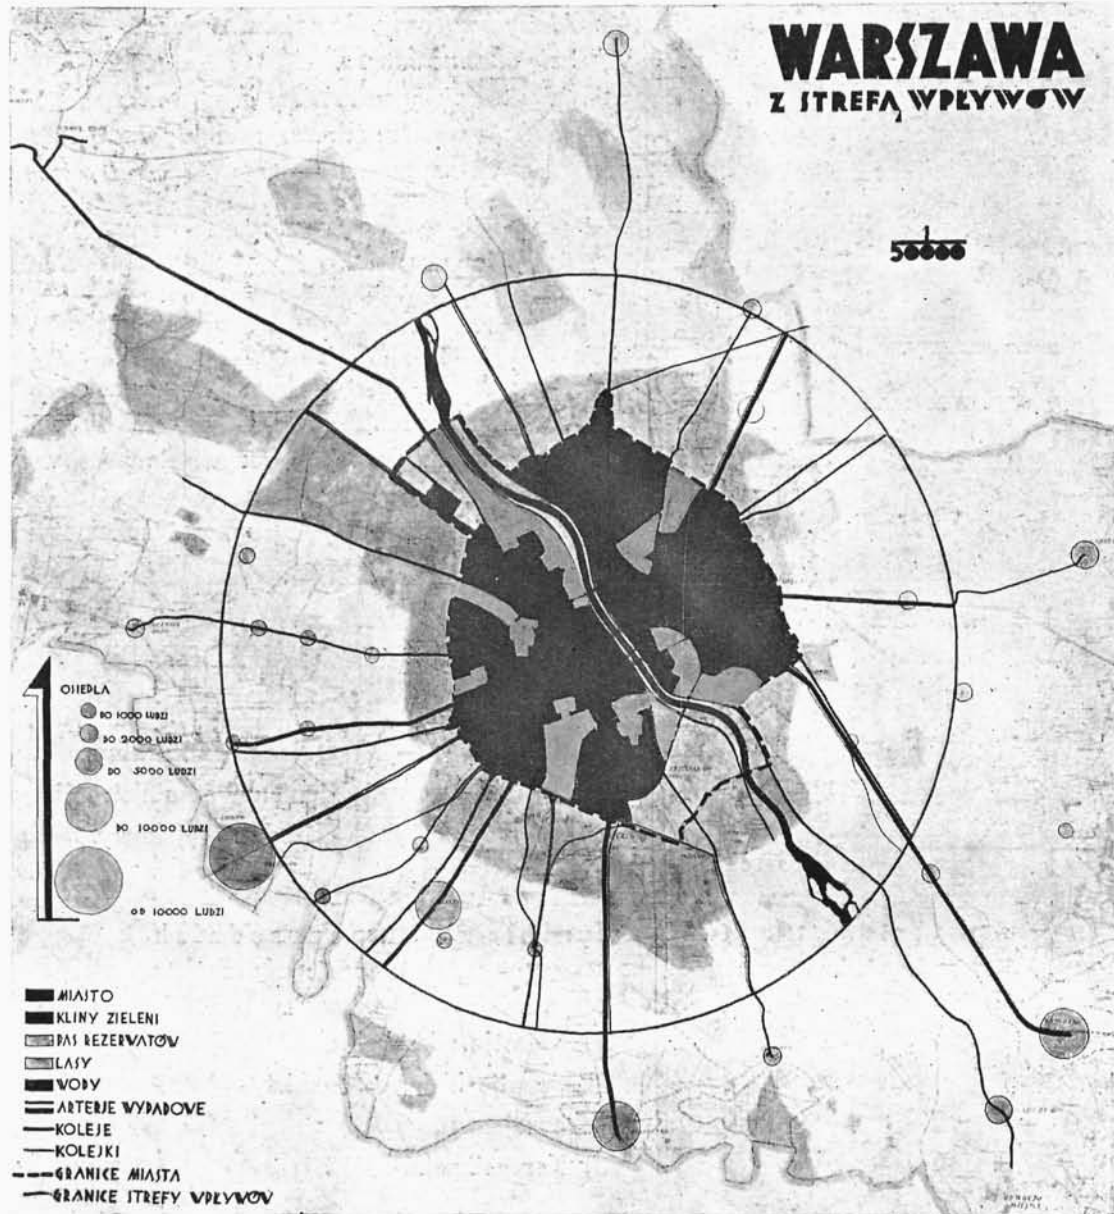 WARSZAWA
Z STREFĄ WPŁYWÓW
1
50000
OSIEDLA
DO 1000 LUDZI
DO 2000 LUDZI
DO 5000 LUDZI
DO 10000 LUDZI
OD 10000 LUDZI
MIASTO
KLINY ZIELENI
PAS REZERWATÓW
LASY
WODY
ARTERJE WYPADOWE
KOLEJE
KOLEJKI
GRANICE MIASTA
GRANICE STREFY WPŁYWÓW